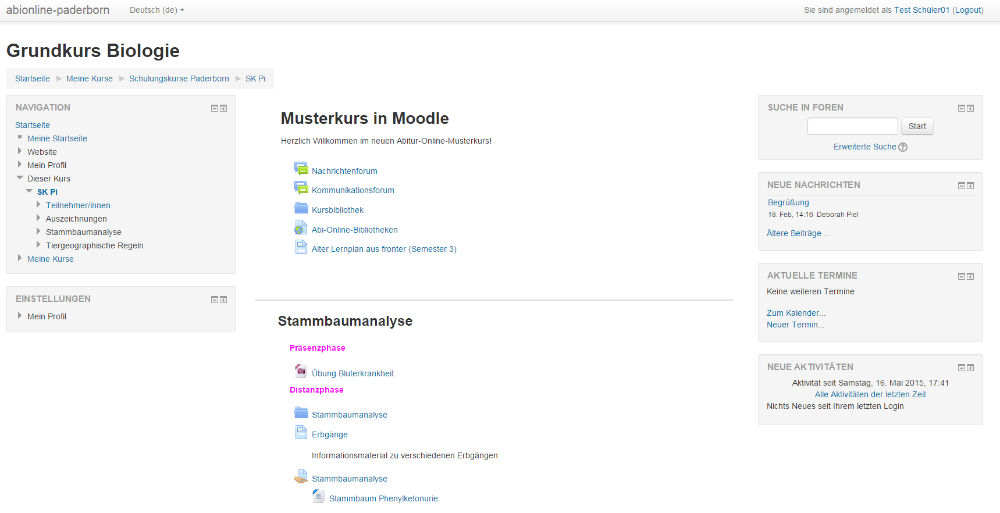 abionline-paderborn
Deutsch (de)
Sie sind angemeldet als Test Schüler01 (Logout)
Grundkurs Biologie
Startseite
Meine Kurse
Schulungskurse Paderborn
SK Pi
NAVIGATION
Startseite
Meine Startseite
Website
Mein Profil
Dieser Kurs
SK Pi
Teilnehmer/innen
Auszeichnungen
Stammbaumanalyse
Tiergeographische Regeln
Meine Kurse
EINSTELLUNGEN
Mein Profil
Musterkurs in Moodle
Herzlich Willkommen im neuen Abitur-Online-Musterkurs!
Nachrichtenforum
Kommunikationsforum
Kursbibliothek
Abi-Online-Bibliotheken
Alter Lernplan aus fronter (Semester 3)
Stammbaumanalyse
Präsenzphase
Übung Bluterkrankheit
Distanzphase
Stammbaumanalyse
Erbgänge
Informationsmaterial zu verschiedenen Erbgängen
Stammbaumanalyse
Stammbaum Phenylketonurie
SUCHE IN FOREN
Start
Erweiterte Suche ?
NEUE NACHRICHTEN
Begrüßung
18. Feb, 14:16 Deborah Piel
Ältere Beiträge ...
AKTUELLE TERMINE
Keine weiteren Termine
Zum Kalender...
Neuer Termin...
NEUE AKTIVITÄTEN
Aktivität seit Samstag, 16. Mai 2015, 17:41
Alle Aktivitäten der letzten Zeit
Nichts Neues seit Ihrem letzten Login